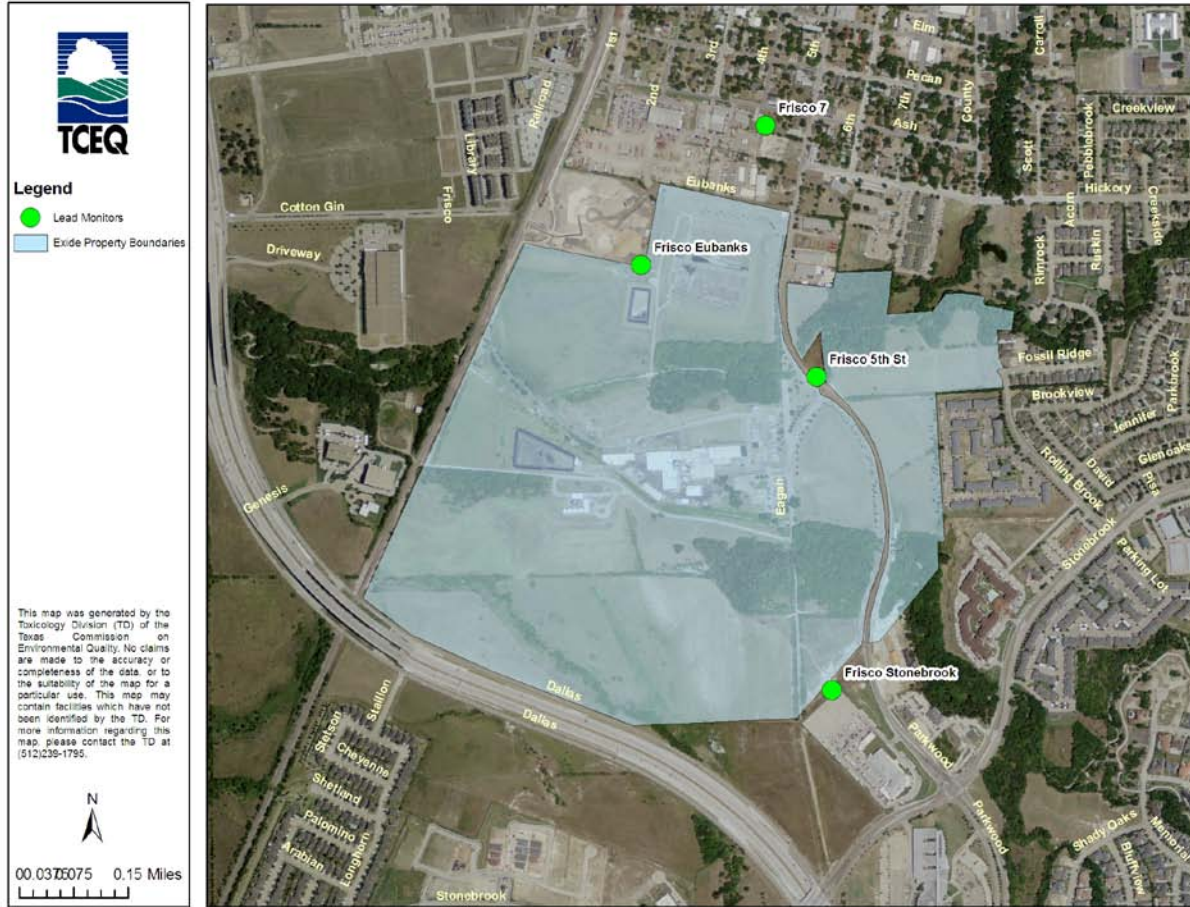 TCEQ
Legend
Lead Monitors
Exide Property Boundaries
This map was generated by the
Toxicology Division (TD) of the
Texas Commission on
Environmental Quality. No claims
are made to the accuracy or
completeness of the data, or to
the suitability of the map for a
particular use. This map may
contain facilities which have not
been identified by the TD. For
more information regarding this
map, please contact the TD at
(512)239-1795.
N
0.15 Miles
1st
2nd
3rd
4th
5th
Elm
Carroll
Pecan
County
7th
Ash
6th
Frisco 7
Railroad
Library
Frisco
Cotton Gin
Driveway
Eubanks
Scott
Pebblebrook
Creekview
Hickory
Acorn
Creekside
Rimrock
Ruskin
Frisco Eubanks
Frisco 5th St
Fossil Ridge
Brookview
Parkbrook
Jennifer
Glenoaks
David
Pisa
Rolling Brook
Stonebrook
Parking Lot
Genesis
Eagan
Frisco Stonebrook
Dallas
Dallas
Parkwood
Parkwood
Stallion
Stetson
Cheyenne
Shetland
Palomino
Arabian
Longhorn
Stonebrook
Shady Oaks
Bluffview
Memorial